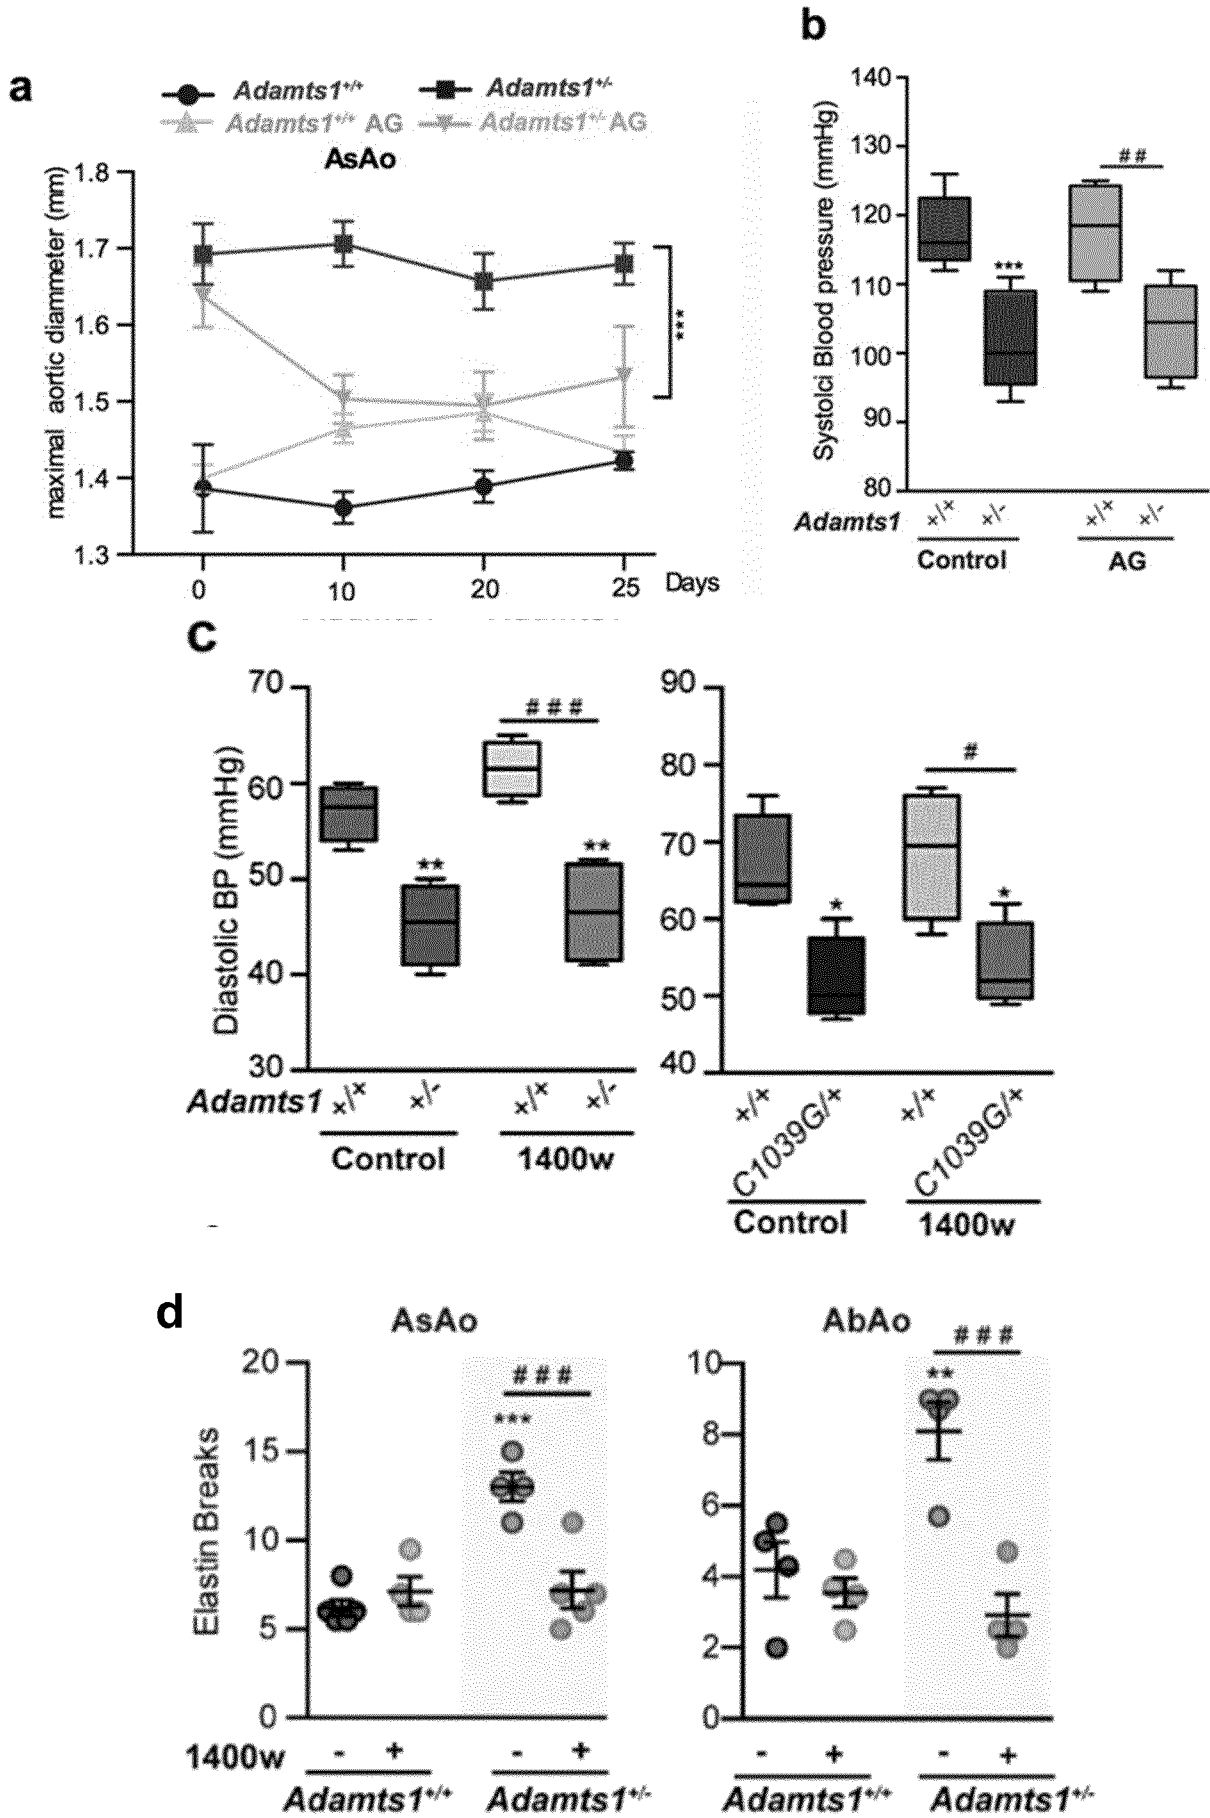 a
Adamts1+/+ Adamts1+/-
Adamts1+/+ AG Adamts1+/- AG
AsAo
maximal aortic diammeter (mm)
1.8
1.7
1.6
1.5
1.4
1.3
***
0 10 20 25 Days
b
Systolci Blood pressure (mmHg)
140
130
120
110
100
90
80
***
##
Adamts1 +/+ +/- +/+ +/-
Control AG
c
Diastolic BP (mmHg)
70
60
50
40
30
**
# # #
**
Adamts1 +/+ +/- +/+ +/-
Control 1400w
90
80
70
60
50
40
*
#
*
+/+ C1039G/+ +/+ C1039G/+
Control 1400w
d
AsAo
Elastin Breaks
20
15
10
5
0
***
# # #
1400w - + - +
Adamts1+/+ Adamts1+/-
AbAo
10
8
6
4
2
0
**
# # #
- + - +
Adamts1+/+ Adamts1+/-